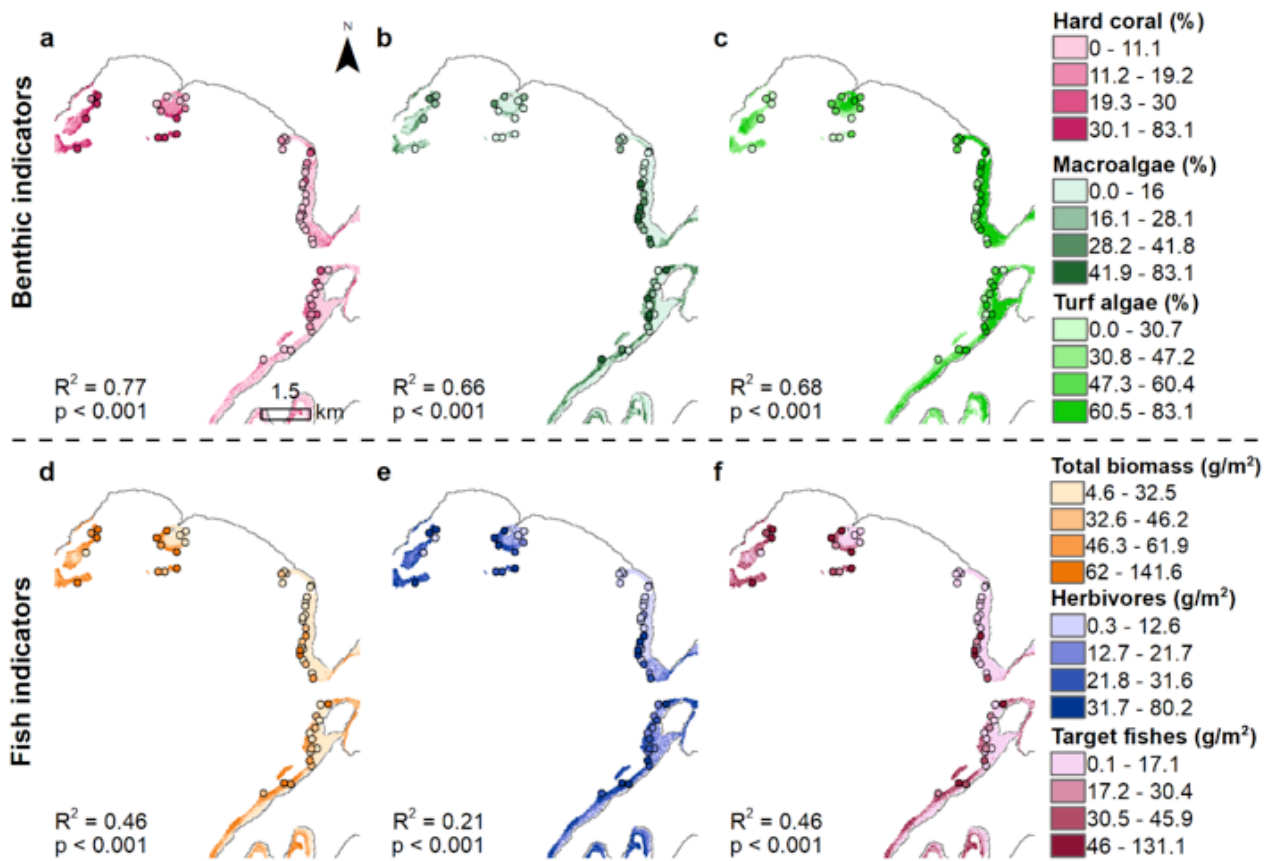 Benthic indicators
a
b
c
N
R² = 0.77
p < 0.001
1.5
km
R² = 0.66
p < 0.001
R² = 0.68
p < 0.001
Hard coral (%)
0 - 11.1
11.2 - 19.2
19.3 - 30
30.1 - 83.1
Macroalgae (%)
0.0 - 16
16.1 - 28.1
28.2 - 41.8
41.9 - 83.1
Turf algae (%)
0.0 - 30.7
30.8 - 47.2
47.3 - 60.4
60.5 - 83.1
Fish indicators
d
e
f
R² = 0.46
p < 0.001
R² = 0.21
p < 0.001
R² = 0.46
p < 0.001
Total biomass (g/m²)
4.6 - 32.5
32.6 - 46.2
46.3 - 61.9
62 - 141.6
Herbivores (g/m²)
0.3 - 12.6
12.7 - 21.7
21.8 - 31.6
31.7 - 80.2
Target fishes (g/m²)
0.1 - 17.1
17.2 - 30.4
30.5 - 45.9
46 - 131.1